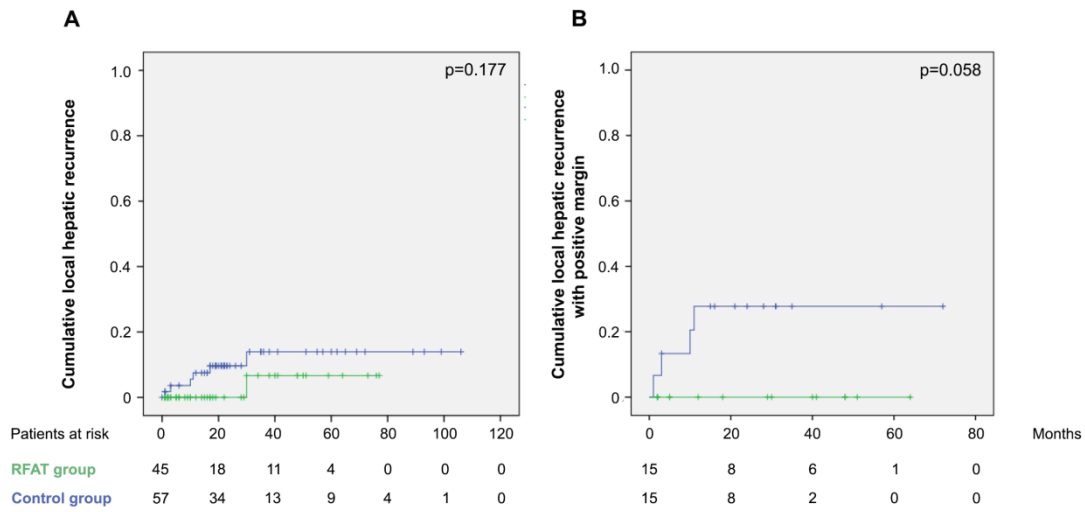 A
B
p=0.177
p=0.058
Cumulative local hepatic recurrence
1.0
0.8
0.6
0.4
0.2
0
Cumulative local hepatic recurrence
with positive margin
1.0
0.8
0.6
0.4
0.2
0
Patients at risk 0 20 40 60 80 100 120
0 20 40 60 80 Months
RFAT group 45 18 11 4 0 0 0
15 8 6 1 0
Control group 57 34 13 9 4 1 0
15 8 2 0 0